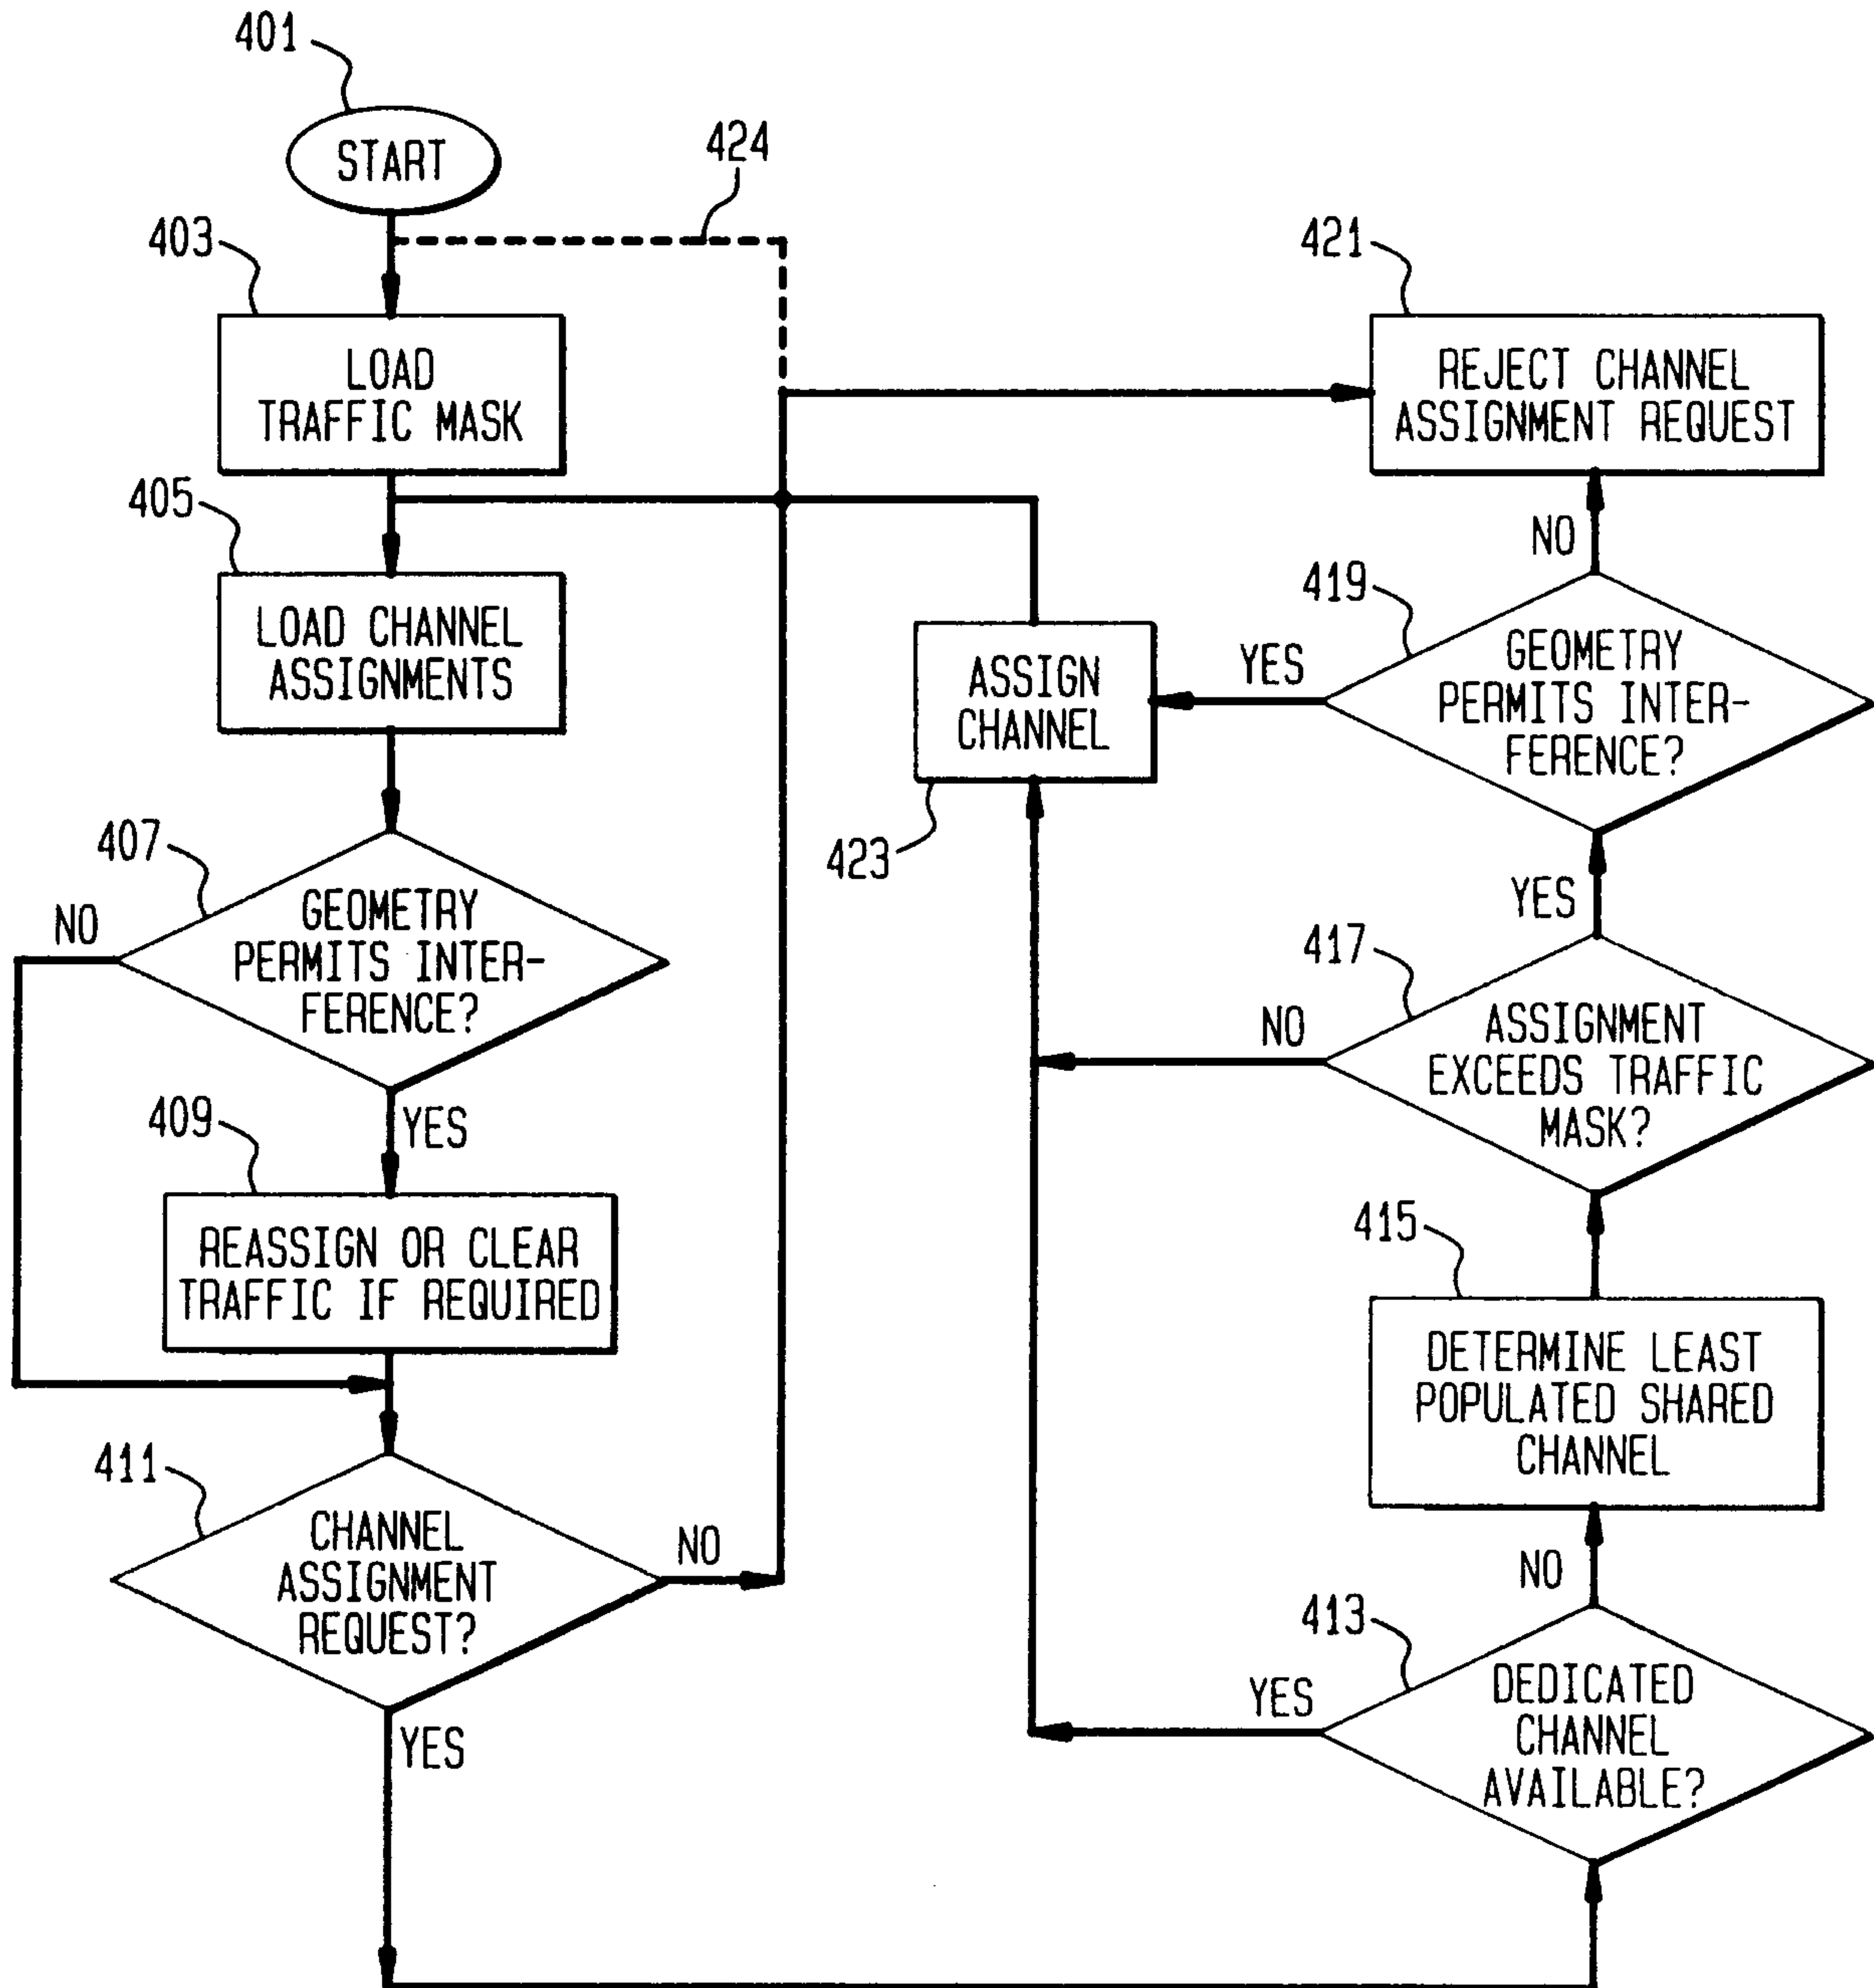 401
START
424
403
LOAD
TRAFFIC MASK
405
LOAD CHANNEL
ASSIGNMENTS
407
GEOMETRY
PERMITS INTER-
FERENCE?
NO
YES
409
REASSIGN OR CLEAR
TRAFFIC IF REQUIRED
411
CHANNEL
ASSIGNMENT
REQUEST?
NO
YES
421
REJECT CHANNEL
ASSIGNMENT REQUEST
NO
419
GEOMETRY
PERMITS INTER-
FERENCE?
YES
ASSIGN
CHANNEL
423
YES
417
ASSIGNMENT
EXCEEDS TRAFFIC
MASK?
NO
415
DETERMINE LEAST
POPULATED SHARED
CHANNEL
NO
413
DEDICATED
CHANNEL
AVAILABLE?
YES